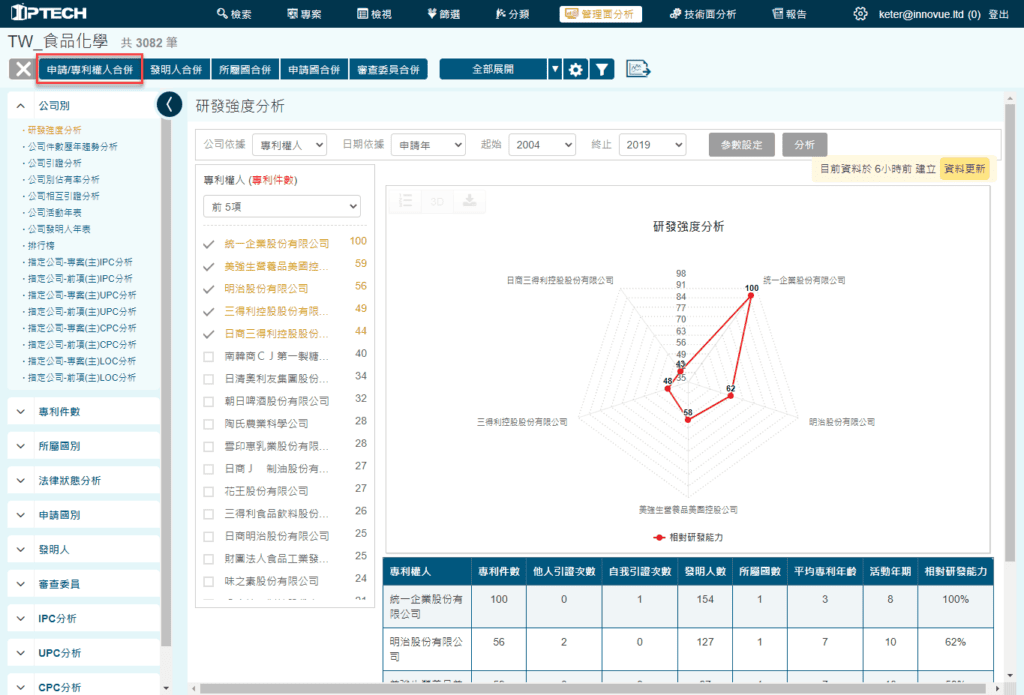 IPTECH
檢索
專案
檢視
篩選
分類
管理面分析
技術面分析
報告
keter@innovue.ltd (0) 登出
TW_食品化學 共 3082 筆
申請/專利權人合併
發明人合併
所屬國合併
申請國合併
審查委員合併
全部展開
公司別
研發強度分析
公司件數歷年趨勢分析
公司引證分析
公司別佔有率分析
公司相互引證分析
公司活動年表
公司發明人年表
排行榜
指定公司-專案(主)IPC分析
指定公司-前項(主)IPC分析
指定公司-專案(主)UPC分析
指定公司-前項(主)UPC分析
指定公司-專案(主)CPC分析
指定公司-前項(主)CPC分析
指定公司-專案(主)LOC分析
指定公司-前項(主)LOC分析
專利件數
所屬國別
法律狀態分析
申請國別
發明人
審查委員
IPC分析
UPC分析
CPC分析
研發強度分析
公司依據 專利權人 日期依據 申請年 起始 2004 終止 2019 參數設定 分析
目前資料於 6小時前 建立 資料更新
專利權人 (專利件數)
前 5項
統一企業股份有限公司 100
美強生營養品美國控... 59
明治股份有限公司 56
三得利控股股份有限... 49
日商三得利控股股份... 44
南韓商ＣＪ第一製糖... 40
日清奧利友集團股份... 34
朝日啤酒股份有限公司 32
陶氏農業科學公司 28
雲印惠乳業股份有限... 28
日商Ｊ　制油股份有... 27
花王股份有限公司 27
三得利食品飲料股份... 26
日商明治股份有限公司 25
財團法人食品工業發... 25
味之素股份有限公司 24
3D
研發強度分析
日商三得利控股股份有限公司
統一企業股份有限公司
98
91
84
77
70
63
56
49
35
100
43
48
62
58
三得利控股股份有限公司
明治股份有限公司
美強生營養品美國控股公司
相對研發能力
專利權人 專利件數 他人引證次數 自我引證次數 發明人數 所屬國數 平均專利年齡 活動年期 相對研發能力
統一企業股份有限公司 100 0 1 154 1 3 8 100%
明治股份有限公司 56 2 0 127 1 7 10 62%